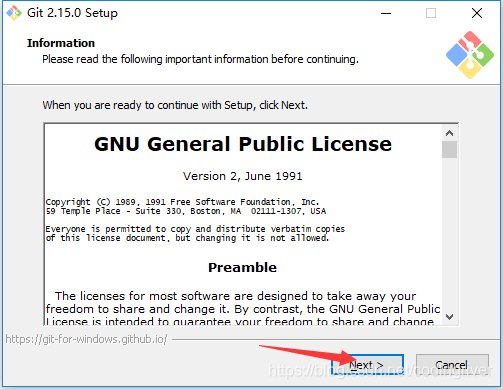 Git 2.15.0 Setup
Information
Please read the following important information before continuing.
When you are ready to continue with Setup, click Next.
GNU General Public License
Version 2, June 1991
Copyright (C) 1989, 1991 Free Software Foundation, Inc.
59 Temple Place - Suite 330, Boston, MA  02111-1307, USA
Everyone is permitted to copy and distribute verbatim copies
of this license document, but changing it is not allowed.
Preamble
The licenses for most software are designed to take away your
freedom to share and change it. By contrast, the GNU General Public
License is intended to guarantee your freedom to share and change
https://git-for-windows.github.io/
Next >
Cancel
https://blog.csdn.net/codingriver